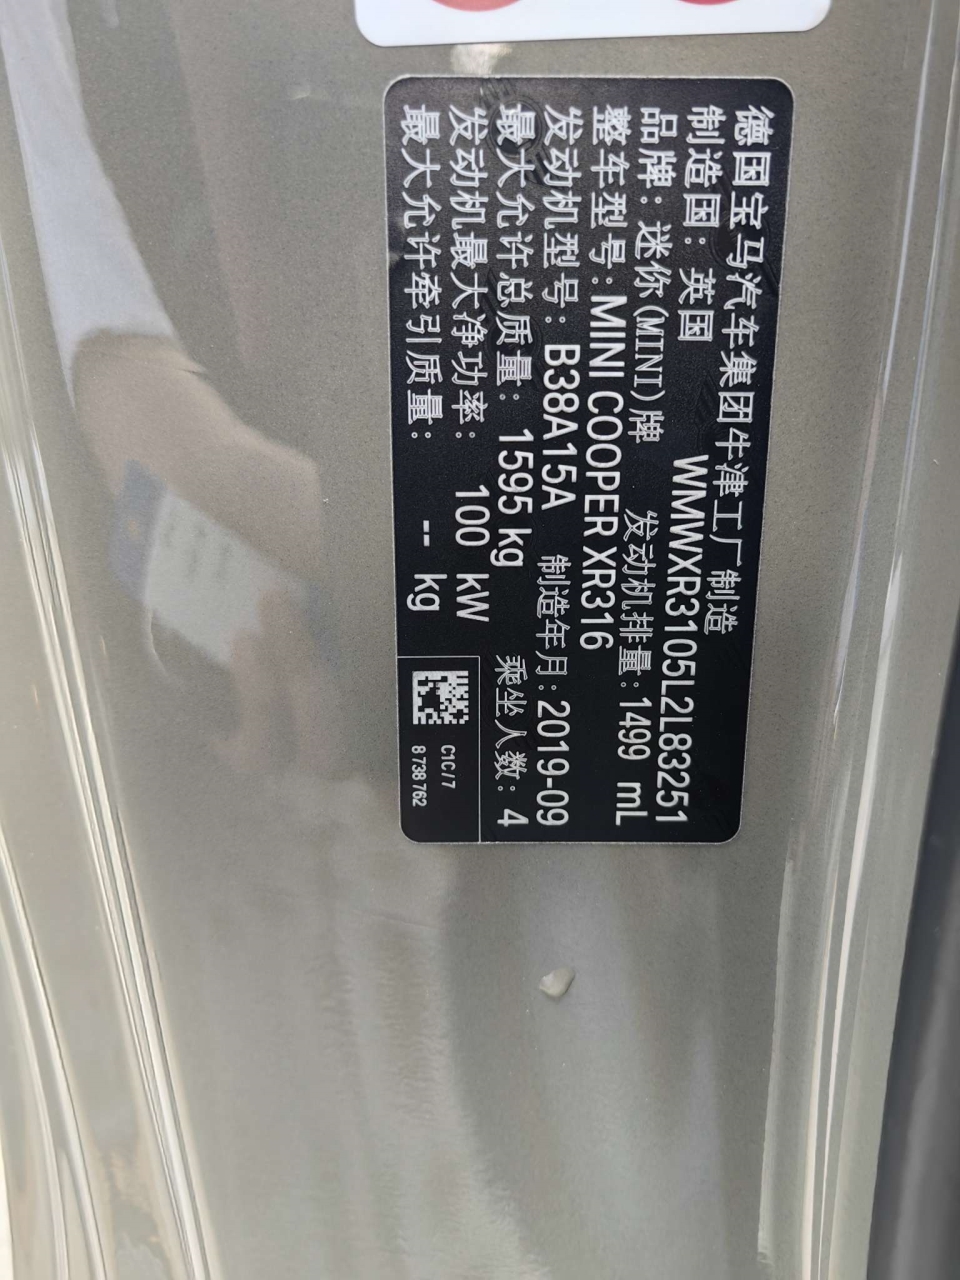 德国宝马汽车集团牛津工厂制造
制造国：英国 WMWXR3105L2L83251
品牌：迷你(MINI)牌 发动机排量：1499 mL
整车型号：MINI COOPER XR316
发动机型号：B38A15A 制造年月：2019-09
最大允许总质量：1595 kg 乘坐人数：4
发动机最大净功率：100 kW
最大允许牵引质量：-- kg
C1C/7
8 738 762